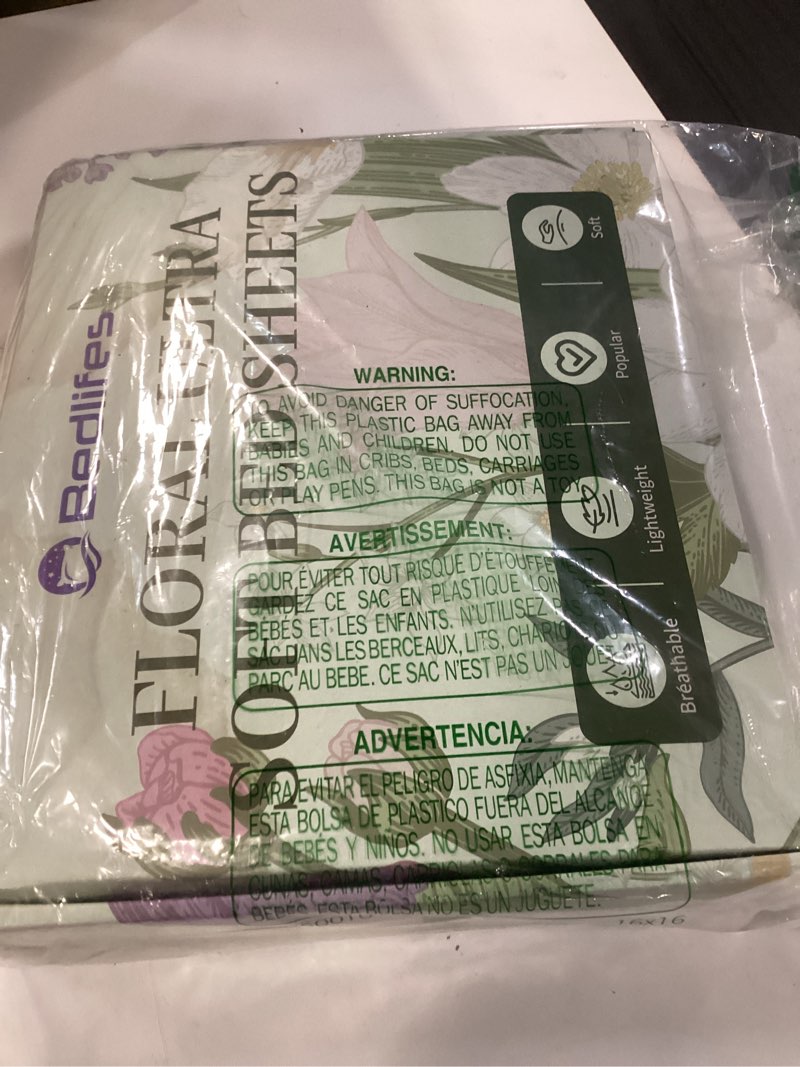 Bedlifes
FLORAL ULTRA
SOFT BED SHEETS
Soft
Popular
Lightweight
Breathable
WARNING:
TO AVOID DANGER OF SUFFOCATION,
KEEP THIS PLASTIC BAG AWAY FROM
BABIES AND CHILDREN. DO NOT USE
THIS BAG IN CRIBS, BEDS, CARRIAGES
OR PLAY PENS. THIS BAG IS NOT A TOY.
AVERTISSEMENT:
POUR ÉVITER TOUT RISQUE D'ÉTOUFFEMENT
GARDEZ CE SAC EN PLASTIQUE LOIN
BÉBÉS ET LES ENFANTS. N'UTILISEZ PAS
SAC DANS LES BERCEAUX, LITS, CHARIOTS OU
PARC AU BEBE. CE SAC N'EST PAS UN JOUET
ADVERTENCIA:
PARA EVITAR EL PELIGRO DE ASFIXIA, MANTENGA
ESTA BOLSA DE PLASTICO FUERA DEL ALCANCE
DE BEBÉS Y NINOS. NO USAR ESTA BOLSA EN
CUNAS, CAMAS, CORRALES PARA
BEBÉS ESTA BOLSA NO ES UN JUGUETE.
16x16